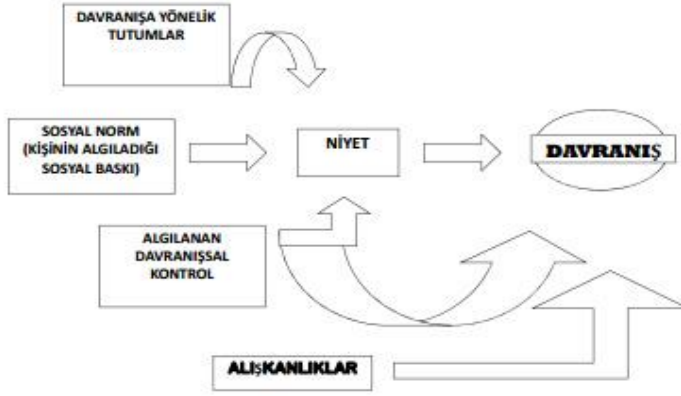 DAVRANIŞA YÖNELİK
TUTUMLAR
SOSYAL NORM
(KİŞİNİN ALGILADIĞI
SOSYAL BASKI)
NİYET
DAVRANIŞ
ALGILANAN
DAVRANIŞSAL
KONTROL
ALIŞKANLIKLAR